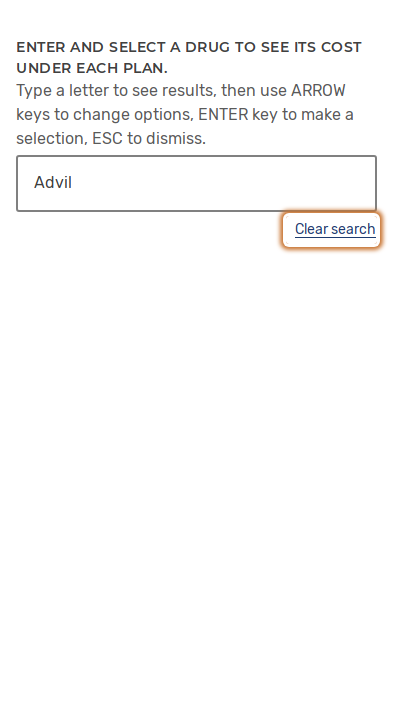 ENTER AND SELECT A DRUG TO SEE ITS COST
UNDER EACH PLAN.
Type a letter to see results, then use ARROW
keys to change options, ENTER key to make a
selection, ESC to dismiss.
Advil
Clear search